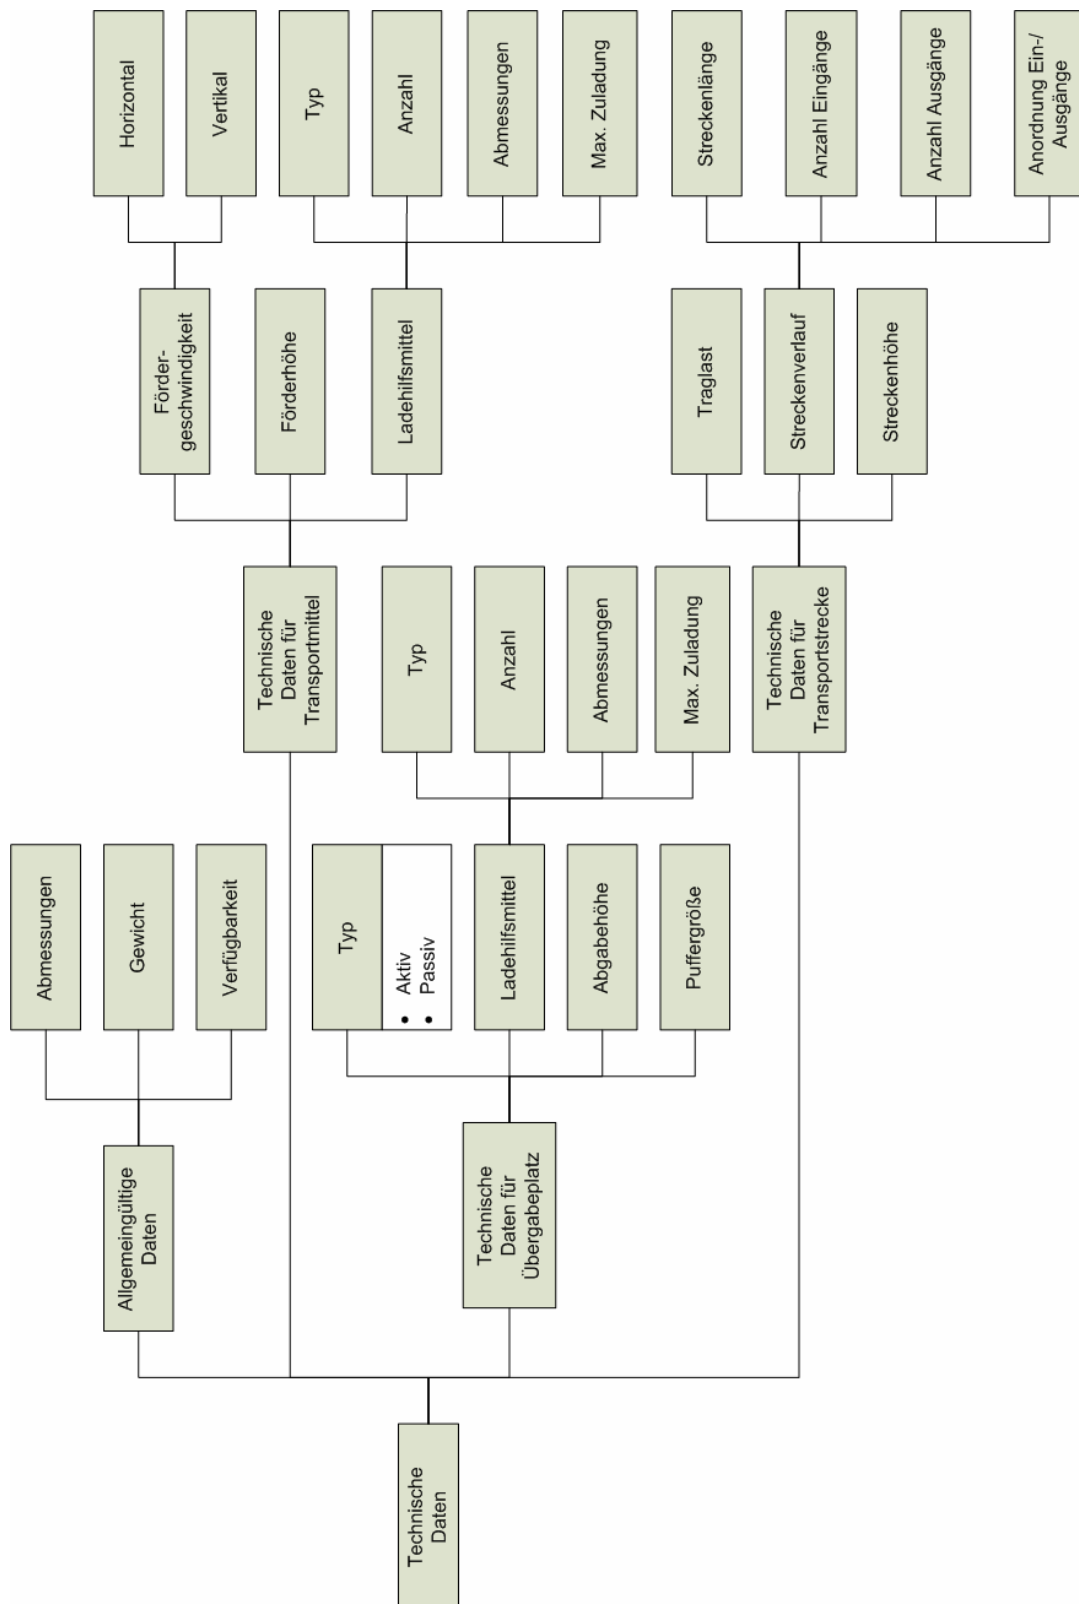 Technische
Daten
Allgemeingültige
Daten
Abmessungen
Gewicht
Verfügbarkeit
Technische
Daten für
Transportmittel
Förder-
geschwindigkeit
Horizontal
Vertikal
Förderhöhe
Ladehilfsmittel
Typ
Anzahl
Abmessungen
Max. Zuladung
Technische
Daten für
Übergabeplatz
Typ
• Aktiv
• Passiv
Ladehilfsmittel
Typ
Anzahl
Abmessungen
Max. Zuladung
Abgabehöhe
Puffergröße
Technische
Daten für
Transportstrecke
Traglast
Streckenverlauf
Streckenlänge
Anzahl Eingänge
Anzahl Ausgänge
Anordnung Ein-/
Ausgänge
Streckenhöhe